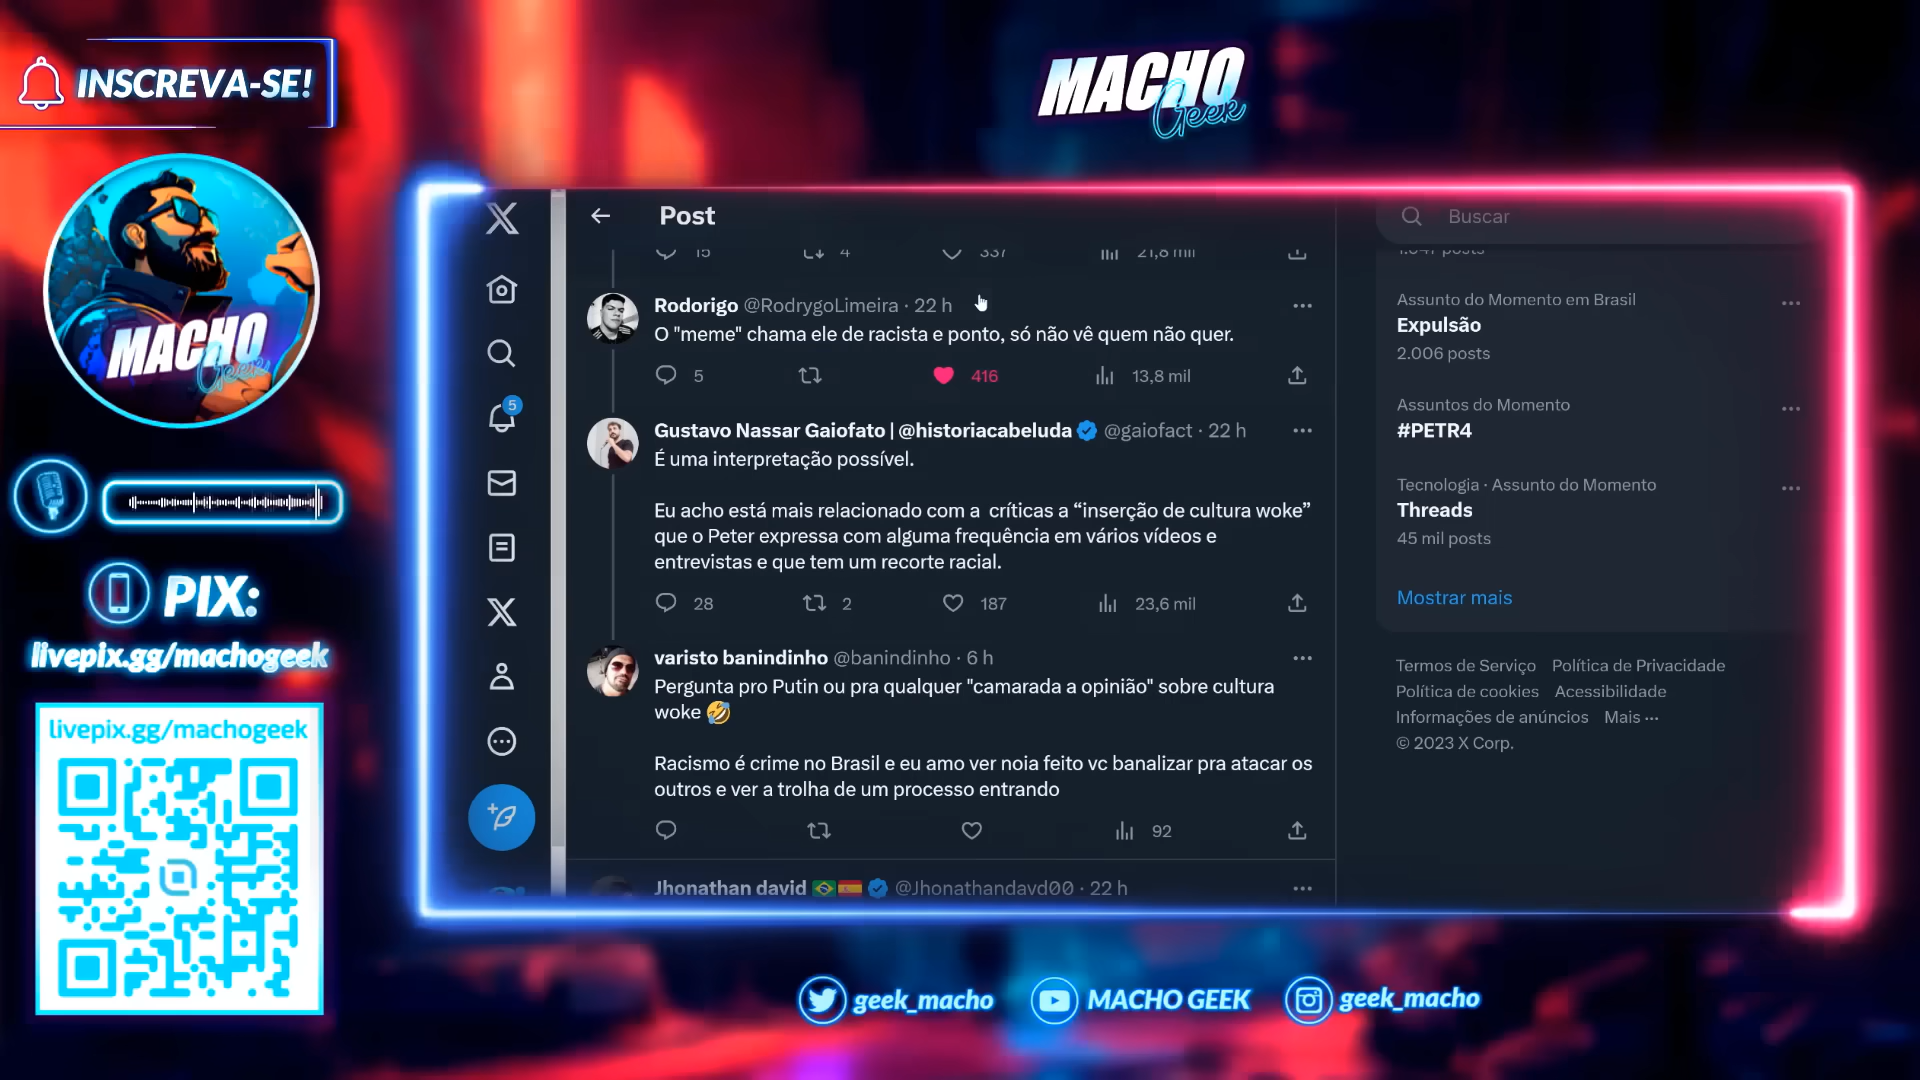 INSCREVA-SE!
MACHO
Geek
MACHO
Geek
PIX:
livepix.gg/machogeek
livepix.gg/machogeek
5
Post
15 4 337 21,8 mil
Rodorigo @RodrygoLimeira · 22 h
O "meme" chama ele de racista e ponto, só não vê quem não quer.
5 416 13,8 mil
Gustavo Nassar Gaiofato | @historiacabeluda @gaiofact · 22 h
É uma interpretação possível.
Eu acho está mais relacionado com a críticas a “inserção de cultura woke”
que o Peter expressa com alguma frequência em vários vídeos e
entrevistas e que tem um recorte racial.
28 2 187 23,6 mil
varisto banindinho @banindinho · 6 h
Pergunta pro Putin ou pra qualquer "camarada a opinião" sobre cultura
woke 🤣
Racismo é crime no Brasil e eu amo ver noia feito vc banalizar pra atacar os
outros e ver a trolha de um processo entrando
92
Jhonathan david 🇧🇷🇪🇸 @Jhonathandavd00 · 22 h
Buscar
posts
Assunto do Momento em Brasil
Expulsão
2.006 posts
Assuntos do Momento
#PETR4
Tecnologia · Assunto do Momento
Threads
45 mil posts
Mostrar mais
Termos de Serviço Política de Privacidade
Política de cookies Acessibilidade
Informações de anúncios Mais ···
© 2023 X Corp.
geek_macho MACHO GEEK geek_macho